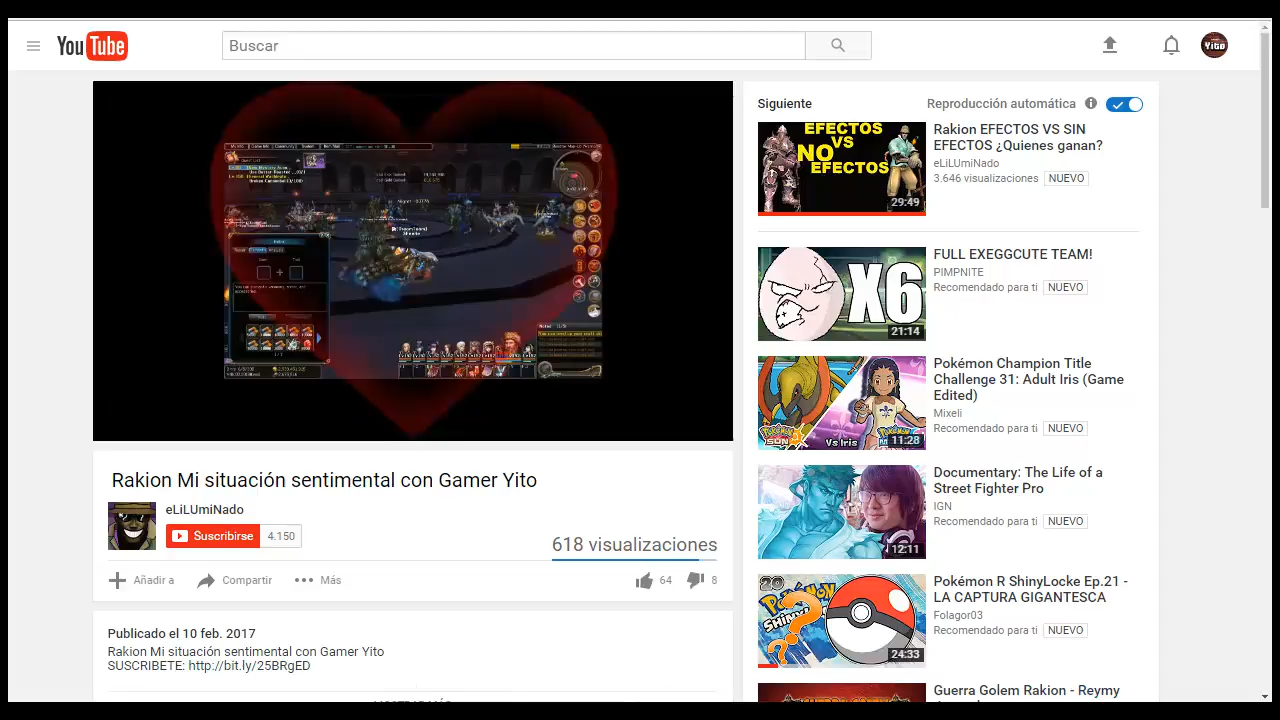 YouTube
Buscar
Yito
Siguiente
Reproducción automática
EFECTOS
VS
NO
EFECTOS
29:49
Rakion EFECTOS VS SIN
EFECTOS ¿Quienes ganan?
eLiLUmiNado
3.646 visualizaciones NUEVO
X6
21:14
FULL EXEGGCUTE TEAM!
PIMPNITE
Recomendado para ti NUEVO
Vs Iris
11:28
Pokémon Champion Title
Challenge 31: Adult Iris (Game
Edited)
Mixeli
Recomendado para ti NUEVO
12:11
Documentary: The Life of a
Street Fighter Pro
IGN
Recomendado para ti NUEVO
24:33
Pokémon R ShinyLocke Ep.21 -
LA CAPTURA GIGANTESCA
Folagor03
Recomendado para ti NUEVO
Guerra Golem Rakion - Reymy
Rakion Mi situación sentimental con Gamer Yito
eLiLUmiNado
Suscribirse 4.150
618 visualizaciones
Añadir a Compartir Más
64 8
Publicado el 10 feb. 2017
Rakion Mi situación sentimental con Gamer Yito
SUSCRIBETE: http://bit.ly/25BRgED